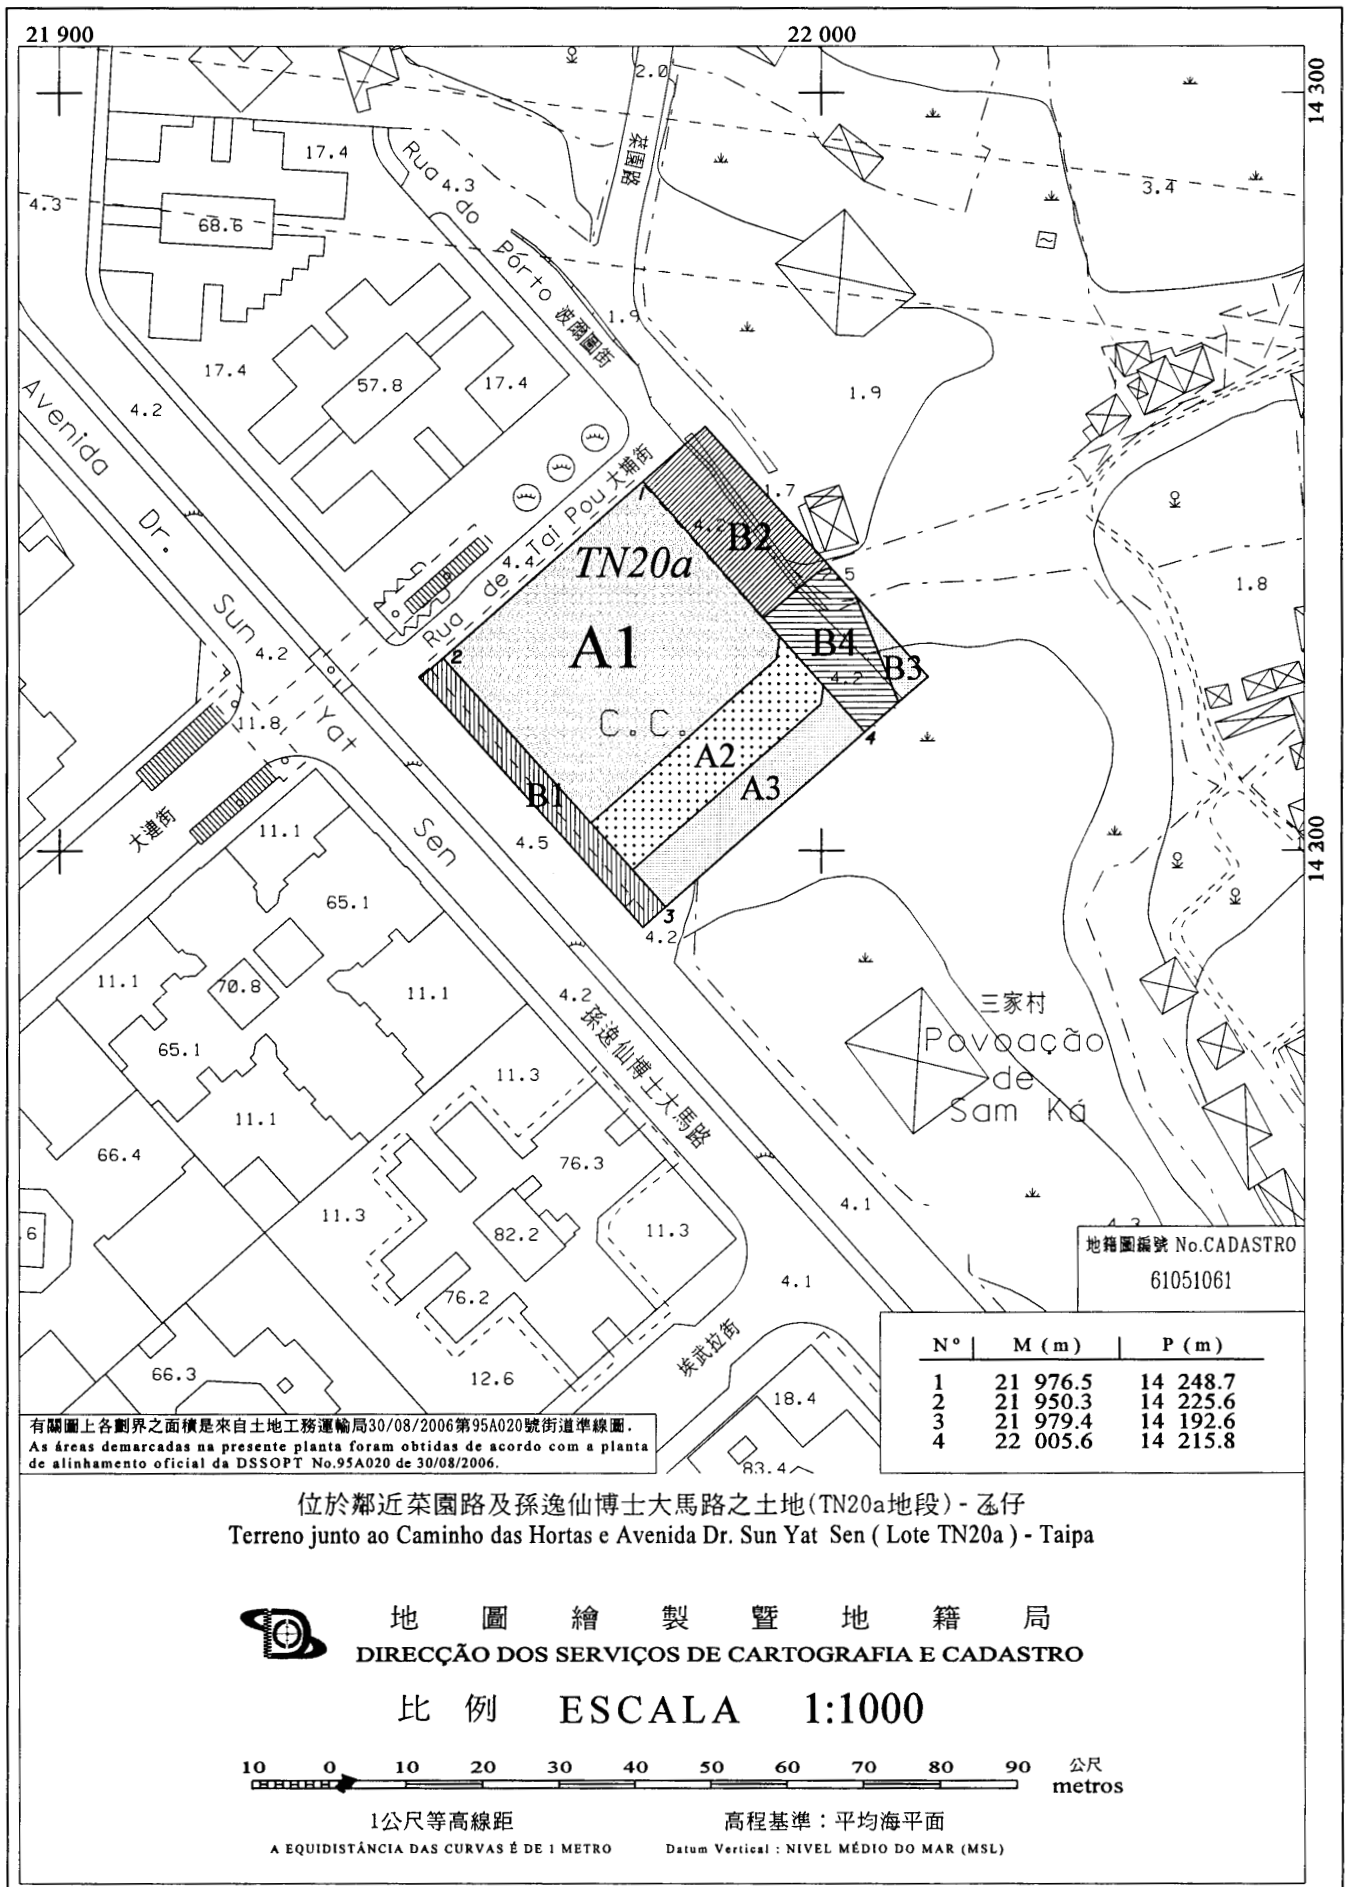 21 900
22 000
14 300
2.0
菜園路
17.4
Rua do Pórto 波爾圖街
4.3
4.3
3.4
68.6
1.9
17.4
57.8
17.4
1.9
4.2
Avenida Dr. Sun Yat Sen
Rua de Tai Pou 大埔街
1.7
4.2
B2
1
4.4
TN20a
1.8
A1
B4
4.2
B3
2
4.2
11.8
C.C.
A2
4
A3
B1
大連街
11.1
4.5
14 200
65.1
3
4.2
11.1
70.8
11.1
4.2
孫逸仙博士大馬路
三家村
Povoação
de
Sam Ká
65.1
11.3
11.1
66.4
76.3
11.3
11.3
82.2
4.1
6
4.1
76.2
埃武拉街
66.3
12.6
18.4
83.4
地籍圖編號 No.CADASTRO
61051061
Nº M (m) P (m)
1 21 976.5 14 248.7
2 21 950.3 14 225.6
3 21 979.4 14 192.6
4 22 005.6 14 215.8
有關圖上各劃界之面積是來自土地工務運輸局30/08/2006第95A020號街道準線圖.
As áreas demarcadas na presente planta foram obtidas de acordo com a planta
de alinhamento oficial da DSSOPT No.95A020 de 30/08/2006.
位於鄰近菜園路及孫逸仙博士大馬路之土地(TN20a地段) - 氹仔
Terreno junto ao Caminho das Hortas e Avenida Dr. Sun Yat Sen ( Lote TN20a ) - Taipa
地圖繪製暨地籍局
DIRECÇÃO DOS SERVIÇOS DE CARTOGRAFIA E CADASTRO
比例 ESCALA 1:1000
10 0 10 20 30 40 50 60 70 80 90 公尺
metros
1公尺等高線距
A EQUIDISTÂNCIA DAS CURVAS É DE 1 METRO
高程基準：平均海平面
Datum Vertical : NIVEL MÉDIO DO MAR (MSL)